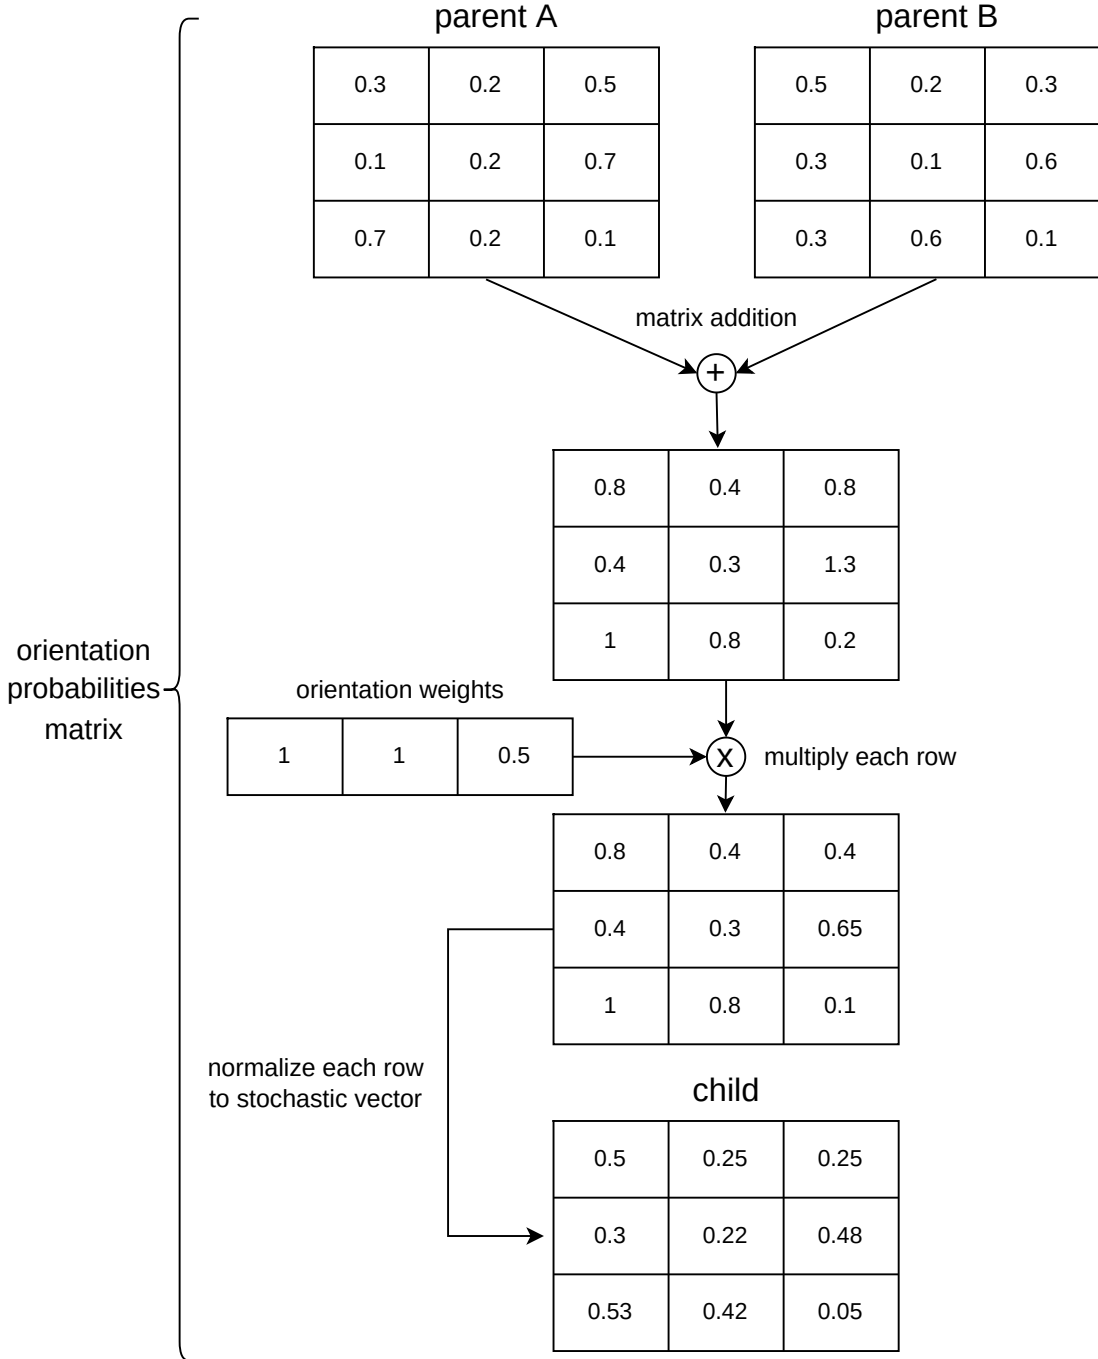 parent A
parent B
0.3 0.2 0.5
0.5 0.2 0.3
0.1 0.2 0.7
0.3 0.1 0.6
0.7 0.2 0.1
0.3 0.6 0.1
matrix addition
+
0.8 0.4 0.8
0.4 0.3 1.3
1 0.8 0.2
orientation
probabilities
matrix
orientation weights
1 1 0.5
x
multiply each row
0.8 0.4 0.4
0.4 0.3 0.65
1 0.8 0.1
normalize each row
to stochastic vector
child
0.5 0.25 0.25
0.3 0.22 0.48
0.53 0.42 0.05